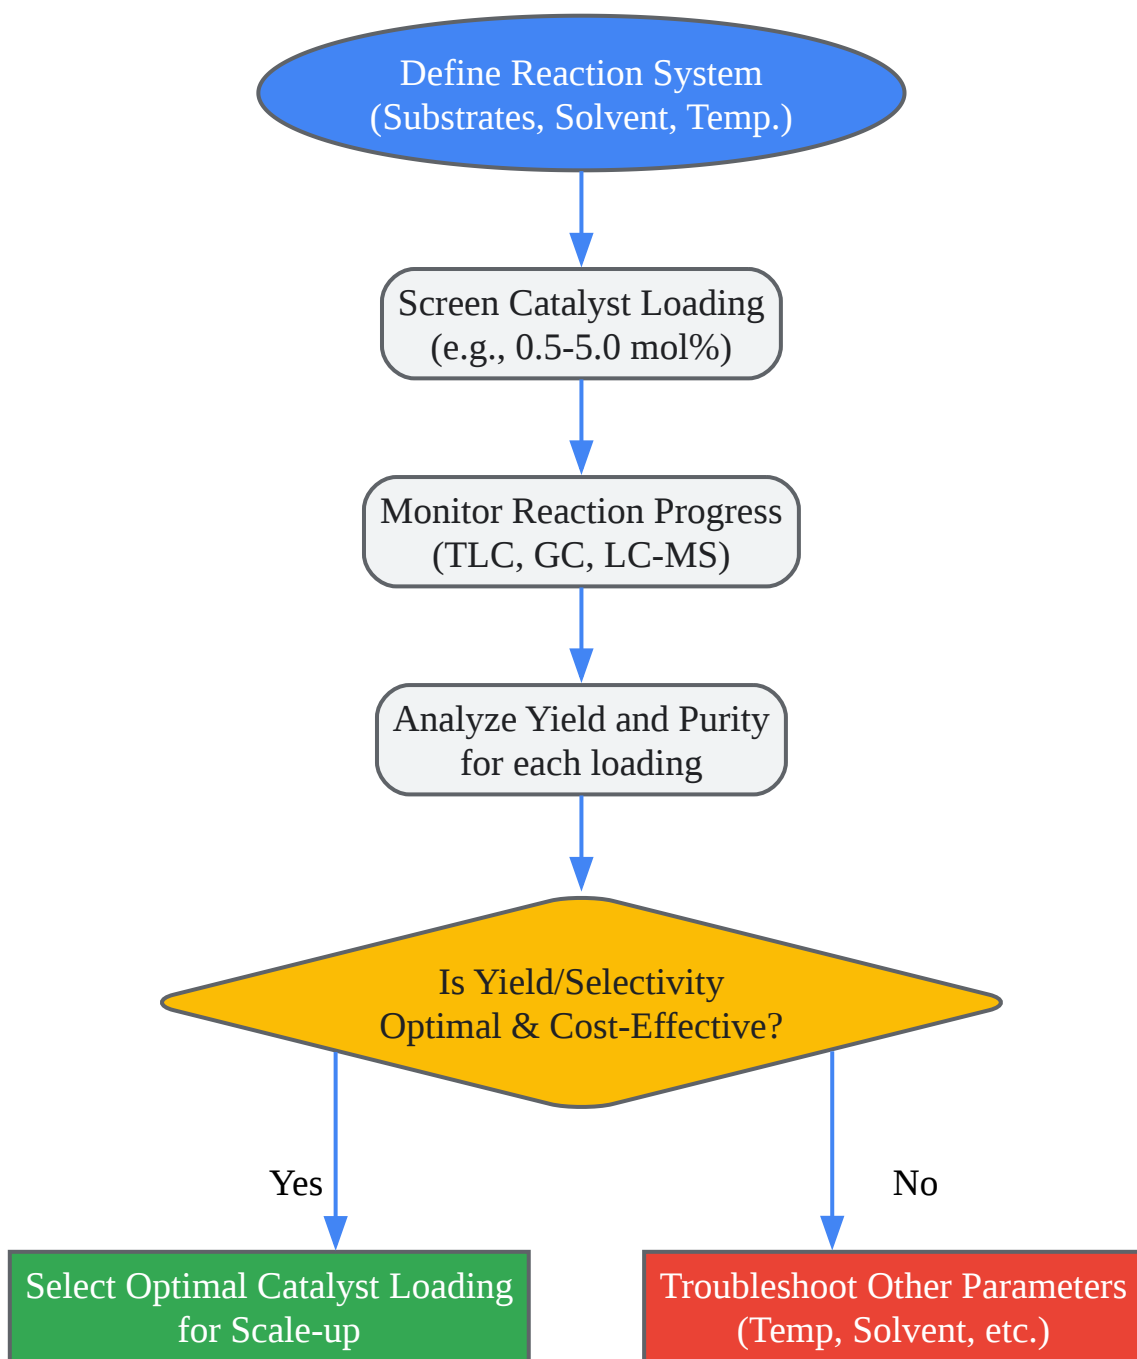 Define Reaction System
(Substrates, Solvent, Temp.)
Screen Catalyst Loading
(e.g., 0.5-5.0 mol%)
Monitor Reaction Progress
(TLC, GC, LC-MS)
Analyze Yield and Purity
for each loading
Is Yield/Selectivity
Optimal & Cost-Effective?
Yes
No
Select Optimal Catalyst Loading
for Scale-up
Troubleshoot Other Parameters
(Temp, Solvent, etc.)